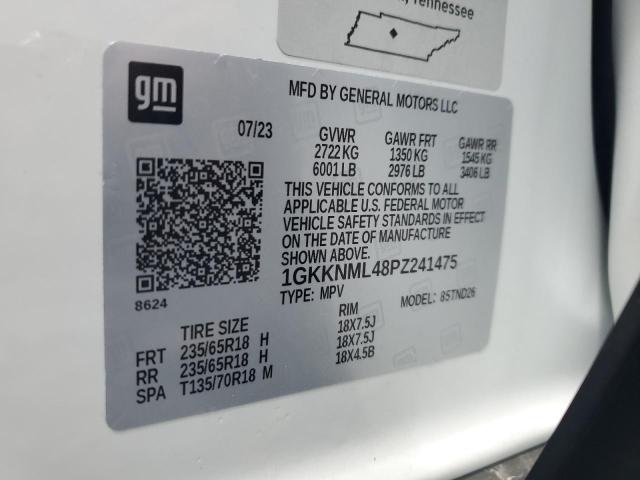 Tennessee
gm
MFD BY GENERAL MOTORS LLC
07/23 GVWR GAWR FRT GAWR RR
2722 KG 1350 KG 1545 KG
6001 LB 2976 LB 3406 LB
THIS VEHICLE CONFORMS TO ALL
APPLICABLE U.S. FEDERAL MOTOR
VEHICLE SAFETY STANDARDS IN EFFECT
ON THE DATE OF MANUFACTURE
SHOWN ABOVE.
1GKKNML48PZ241475
8624
TYPE: MPV MODEL: 85TND26
TIRE SIZE RIM
FRT 235/65R18 H 18X7.5J
RR 235/65R18 H 18X7.5J
SPA T135/70R18 M 18X4.5B